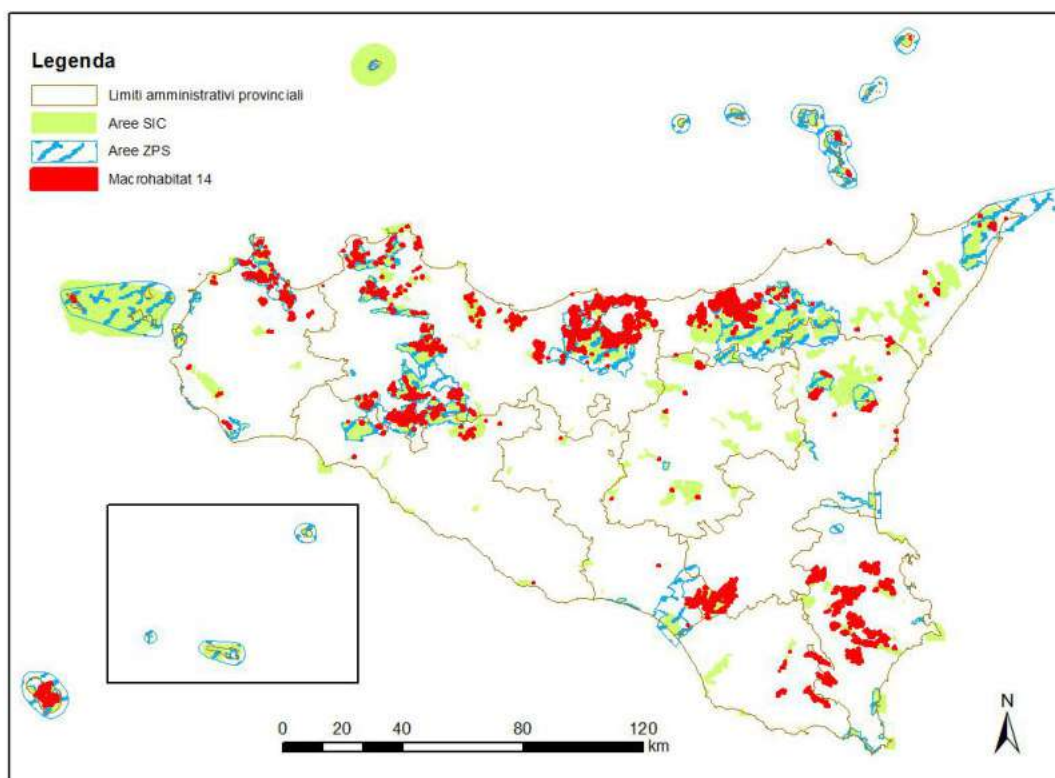 Legenda
Limiti amministrativi provinciali
Aree SIC
Aree ZPS
Macrohabitat 14
N
0 20 40 80 120
km